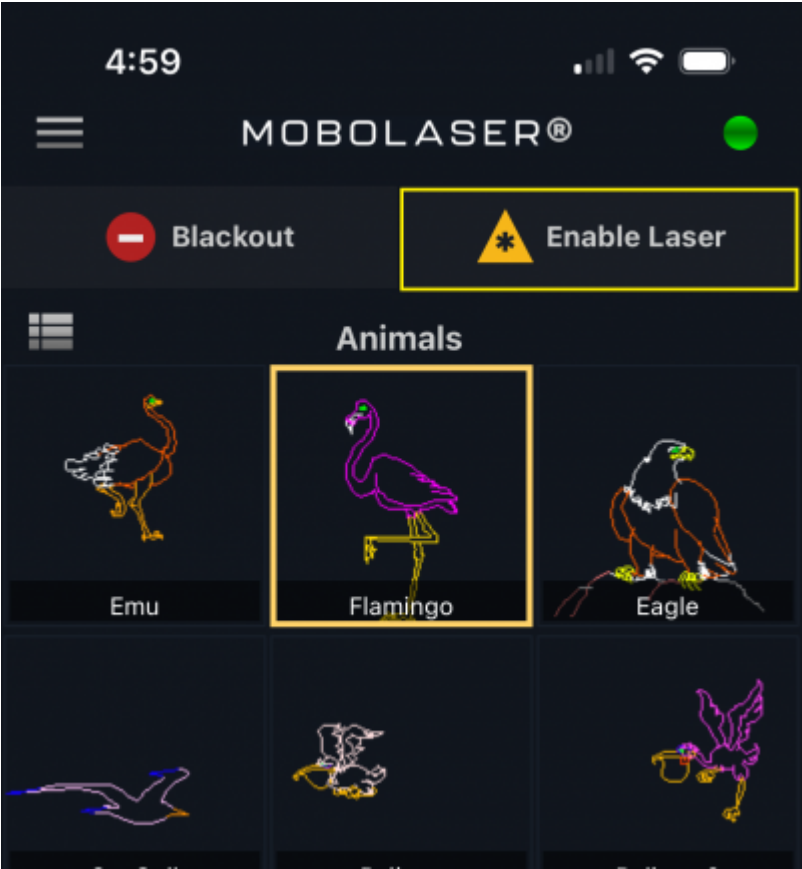 4:59
MOBOLASER®
Blackout
Enable Laser
Animals
Emu
Flamingo
Eagle